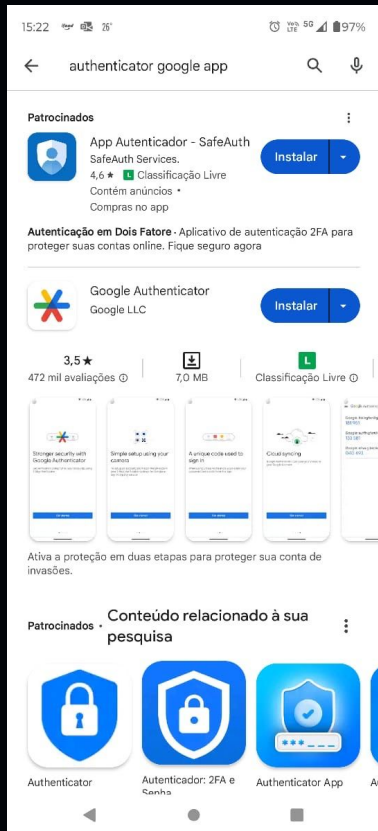 15:22 26° VoD LTE 5G 97%
authenticator google app
Patrocinados
App Autenticador - SafeAuth
SafeAuth Services.
4,6★ L Classificação Livre
Contém anúncios •
Compras no app
Instalar
Autenticação em Dois Fatore · Aplicativo de autenticação 2FA para
proteger suas contas online. Fique seguro agora
Google Authenticator
Google LLC
Instalar
3,5★
472 mil avaliações
7,0 MB
L
Classificação Livre
Stronger security with
Google Authenticator
Simple setup using your
camera
A unique code used to
sign in
Cloud syncing
Ativa a proteção em duas etapas para proteger sua conta de
invasões.
Patrocinados · Conteúdo relacionado à sua
pesquisa
Authenticator
Autenticador: 2FA e
Senha
Authenticator App